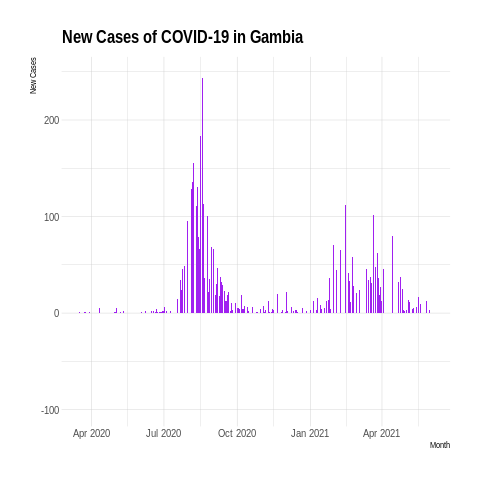 New Cases of COVID-19 in Gambia
New Cases
200
100
0
-100
Apr 2020 Jul 2020 Oct 2020 Jan 2021 Apr 2021
Month